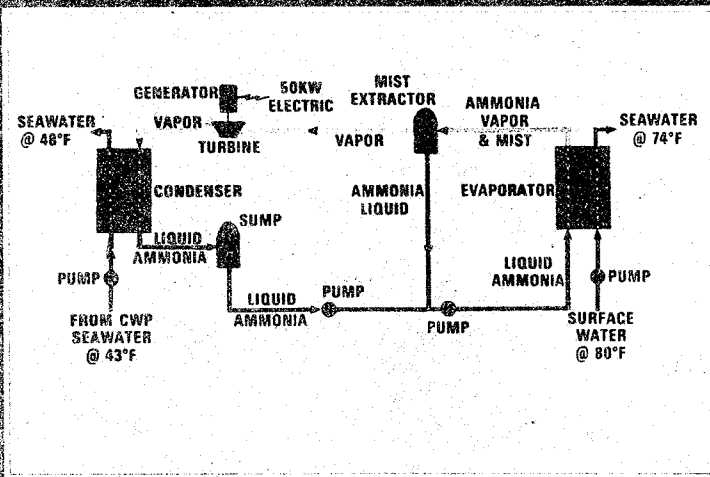 GENERATOR
50KW
ELECTRIC
MIST
EXTRACTOR
AMMONIA
VAPOR
& MIST
SEAWATER
@ 74°F
SEAWATER
@ 48°F
VAPOR
TURBINE
VAPOR
CONDENSER
AMMONIA
LIQUID
EVAPORATOR
SUMP
LIQUID
AMMONIA
LIQUID
AMMONIA
PUMP
PUMP
PUMP
LIQUID
AMMONIA
PUMP
FROM CWP
SEAWATER
@ 43°F
SURFACE
WATER
@ 80°F